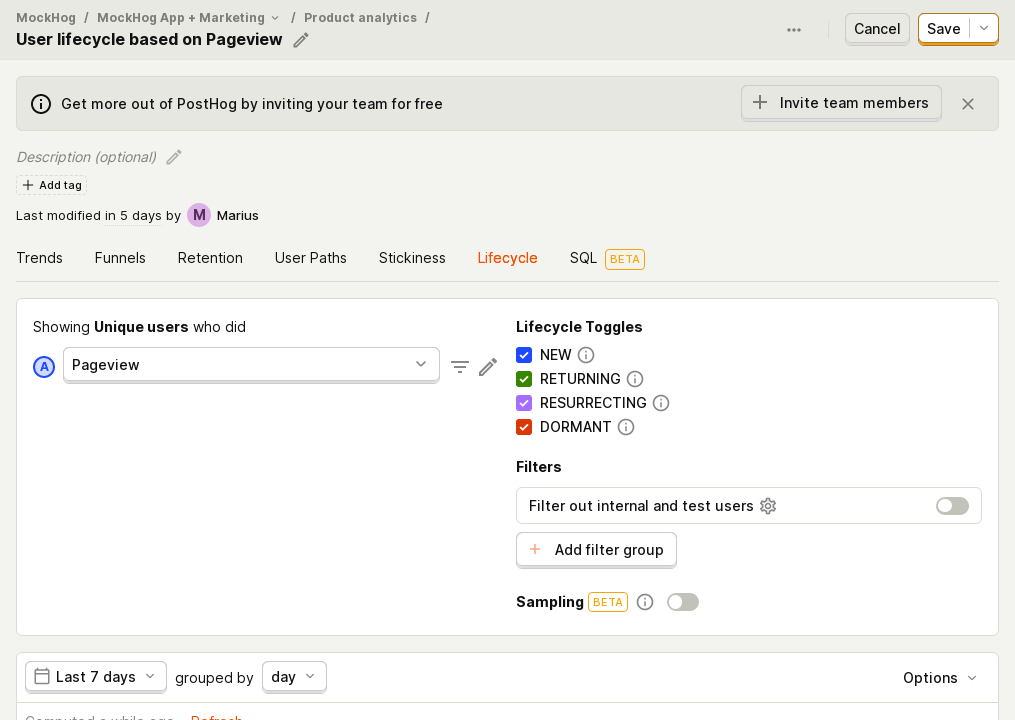 MockHog / MockHog App + Marketing / Product analytics /
User lifecycle based on Pageview
Cancel
Save
Get more out of PostHog by inviting your team for free
Invite team members
Description (optional)
Add tag
Last modified in 5 days by M Marius
Trends Funnels Retention User Paths Stickiness Lifecycle SQL BETA
Showing Unique users who did
A Pageview
Lifecycle Toggles
NEW
RETURNING
RESURRECTING
DORMANT
Filters
Filter out internal and test users
Add filter group
Sampling BETA
Last 7 days grouped by day
Options
Computed a while ago Refresh